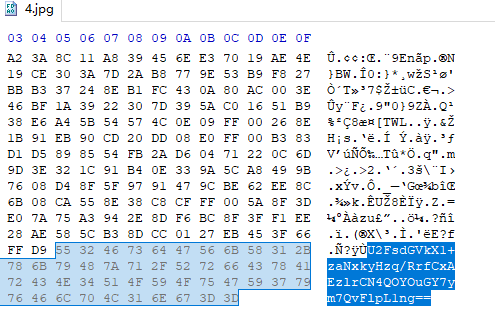 4.jpg
03 04 05 06 07 08 09 0A 0B 0C 0D 0E 0F
A2 3A 8C 11 A8 39 45 6E E3 70 19 AE 4E Û.¢¢:Œ.¨9Enãp.®N
19 CE 30 3A 7D 2A B8 77 9E 53 B9 F8 27 }BW.Î0:}*¸wžS¹ø'
BB B3 37 24 8E B1 FC 43 0A 80 AC 00 3E Ò´T»³7$Ž±üC.€¬.>
46 BF 1A 39 22 30 7D 39 5A C0 16 51 B9 Ûy¨F¿.9"0}9ZÀ.Q¹
38 E6 A4 5B 54 57 4C 0E 09 FF 00 26 8E %ªÇ8æ¤[TWL..ÿ.&Ž
1B 91 EB 90 CD 20 DD 08 E0 FF 00 B3 83 H¡s.‘ë.Í Ý.àÿ.³ƒ
D1 D5 89 85 54 FB 2A D6 04 71 22 0C 6D V'úÑÕ‰…Tû*Ö.q".m
9D 3E 32 1C 91 B4 0E 33 9A 5C A8 49 9B .>¿.>2.‘´.3š\¨I›
76 08 D4 8F 5F 97 91 47 9C BE 62 EE 8C .xÝv.Ô._—‘Gœ¾bîŒ
6B 08 CA 55 8E 38 C8 CF FF 00 5A 8F 3D .¾»k.ÊUŽ8ÈÏÿ.Z.=
E0 7A 75 A3 94 2E 8D F6 BC 8F 3F F1 EE ¼°Ààzu£”..ö¼.?ñî
28 AE 58 5C B3 8D CC 01 27 EB 45 3F 66 .ï.(®X\³.Ì.'ëE?f
FF D9 55 32 46 73 64 47 56 6B 58 31 2B .Ñ?ÿÙU2FsdGVkX1+
78 6B 79 48 7A 71 2F 52 72 66 43 78 41 zaNxkyHzq/RrfCxA
72 43 4E 34 51 4F 59 4F 75 47 59 37 79 EzlrCN4QOYOuGY7y
76 46 6C 70 4C 31 6E 67 3D 3D m7QvFlpL1ng==